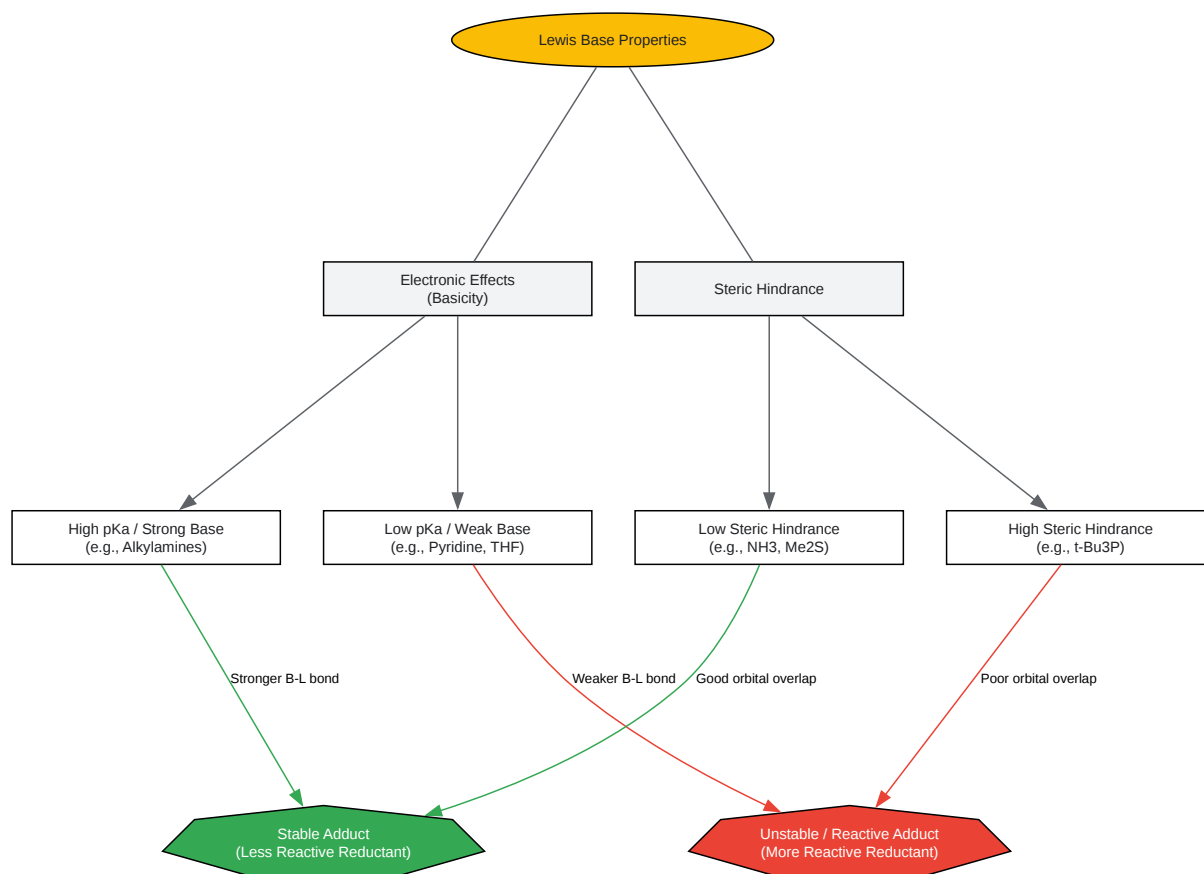 Lewis Base Properties
Electronic Effects
(Basicity)
Steric Hindrance
High pKa / Strong Base
(e.g., Alkylamines)
Low pKa / Weak Base
(e.g., Pyridine, THF)
Low Steric Hindrance
(e.g., NH3, Me2S)
High Steric Hindrance
(e.g., t-Bu3P)
Stronger B-L bond
Weaker B-L bond
Good orbital overlap
Poor orbital overlap
Stable Adduct
(Less Reactive Reductant)
Unstable / Reactive Adduct
(More Reactive Reductant)